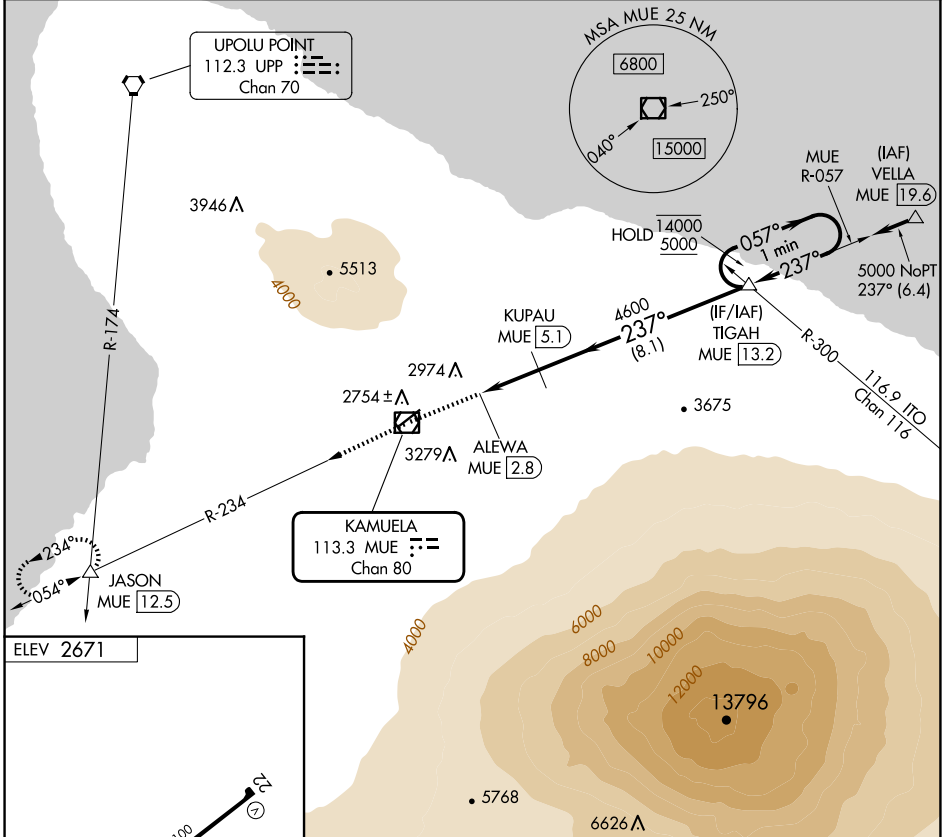 UPOLU POINT
112.3 UPP
Chan 70
MSA MUE 25 NM
6800
250°
040°
15000
MUE
R-057
(IAF)
VELLA
MUE 19.6
3946
HOLD 14000
5000
057°
1 min
237°
5000 NoPT
237° (6.4)
5513
4000
R-174
KUPAU
MUE 5.1
4600
237°
(8.1)
(IF/IAF)
TIGAH
MUE 13.2
R-300
116.9 ITO
Chan 116
2974
2754 ±
3675
3279
ALEWA
MUE 2.8
R-234
KAMUELA
113.3 MUE
Chan 80
234°
054°
JASON
MUE 12.5
4000
6000
8000
10000
12000
13796
ELEV 2671
22
V
100
5768
6626